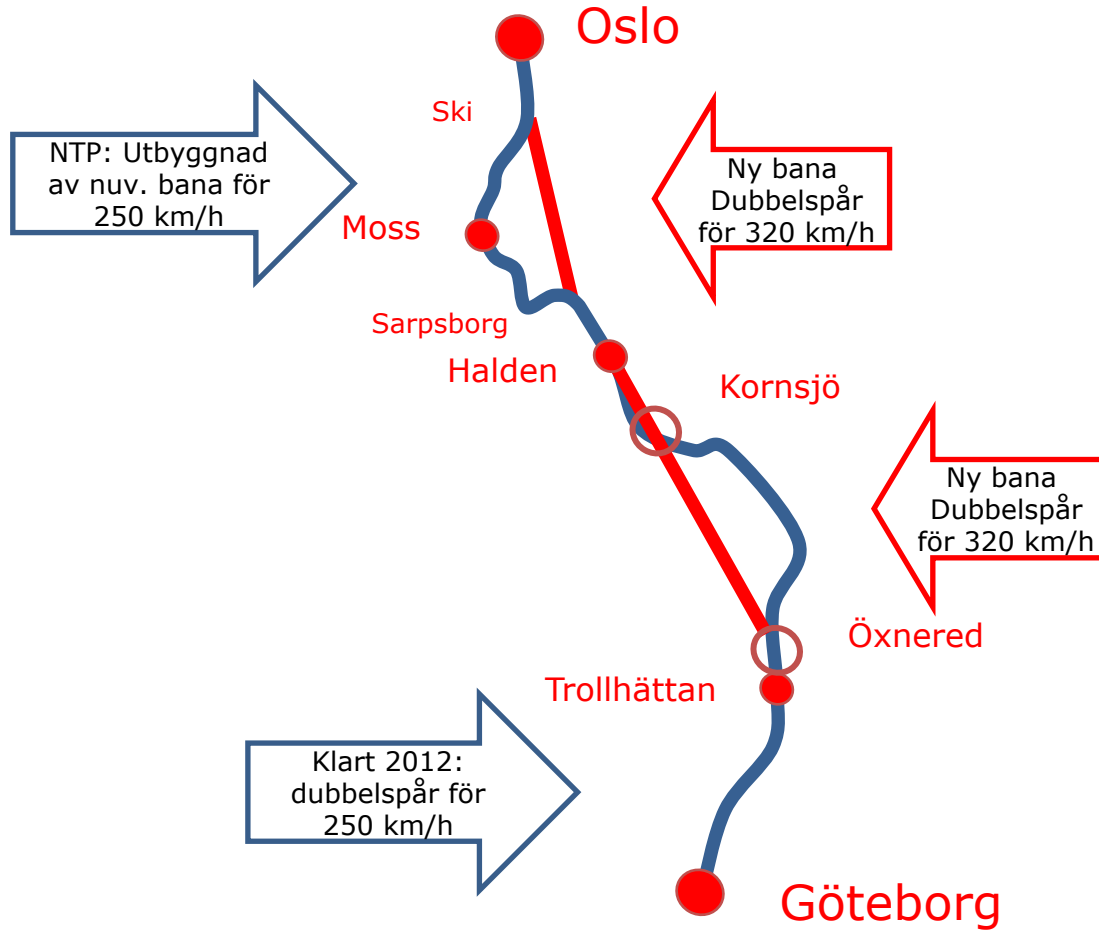 Oslo
Ski
NTP: Utbyggnad
av nuv. bana för
250 km/h
Ny bana
Dubbelspår
för 320 km/h
Moss
Sarpsborg
Halden
Kornsjö
Ny bana
Dubbelspår
för 320 km/h
Öxnered
Trollhättan
Klart 2012:
dubbelspår för
250 km/h
Göteborg